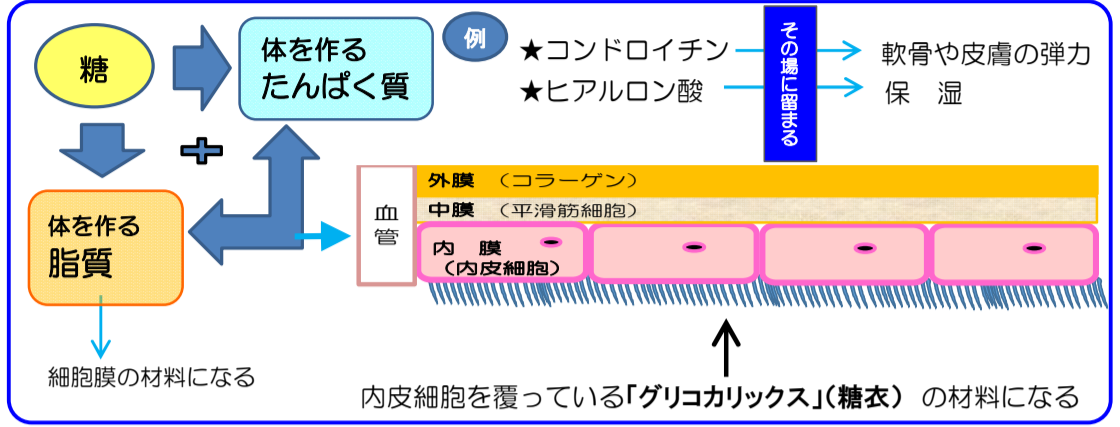 糖
体を作る
たんぱく質
例
★コンドロイチン
★ヒアルロン酸
その場に留まる
軟骨や皮膚の弾力
保　湿
体を作る
脂質
細胞膜の材料になる
血管
外膜　（コラーゲン）
中膜　（平滑筋細胞）
内　膜
（内皮細胞）
内皮細胞を覆っている「グリコカリックス」（糖衣）　の材料になる